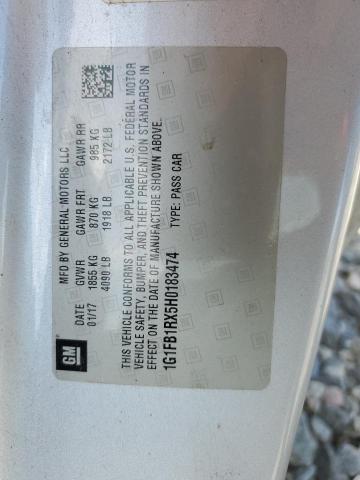 GM
MFD BY GENERAL MOTORS LLC
DATE GVWR GAWR FRT GAWR RR
01/17 1855 KG 870 KG 985 KG
4090 LB 1918 LB 2172 LB
THIS VEHICLE CONFORMS TO ALL APPLICABLE U.S. FEDERAL MOTOR
VEHICLE SAFETY, BUMPER, AND THEFT PREVENTION STANDARDS IN
EFFECT ON THE DATE OF MANUFACTURE SHOWN ABOVE.
1G1FB1RX5H0183474 TYPE: PASS CAR